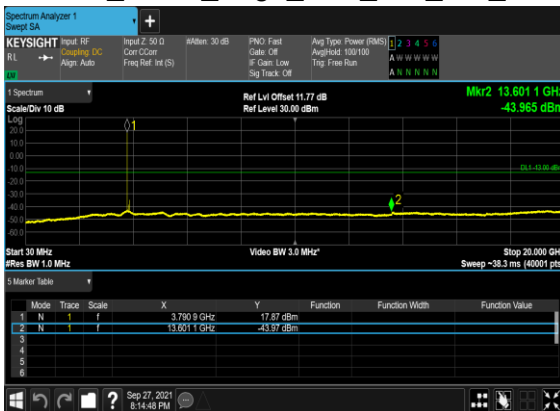 Spectrum Analyzer 1
Swept SA
KEYSIGHT Input: RF Input Z: 50 Ω #Atten: 30 dB PNO: Fast Avg Type: Power (RMS) 1 2 3 4 5 6
RL Coupling: DC Corr CCorr Gate: Off Avg|Hold: 100/100 A W W W W W
Align: Auto Freq Ref: Int (S) IF Gain: Low Trig: Free Run
Sig Track: Off A N N N N N
1 Spectrum Ref Lvl Offset 11.77 dB Mkr2 13.601 1 GHz
Scale/Div 10 dB Ref Level 30.00 dBm -43.965 dBm
Log
20.0
10.0
0.00
-10.0
-20.0
-30.0
-40.0
-50.0
-60.0
1
DL1 -13.00 dBm
2
Start 30 MHz Video BW 3.0 MHz* Stop 20.000 GHz
#Res BW 1.0 MHz Sweep ~38.3 ms (40001 pts)
5 Marker Table
Mode Trace Scale X Y Function Function Width Function Value
1 N 1 f 3.790 9 GHz 17.87 dBm
2 N 1 f 13.601 1 GHz -43.97 dBm
3
4
5
6
? Sep 27, 2021
8:14:48 PM